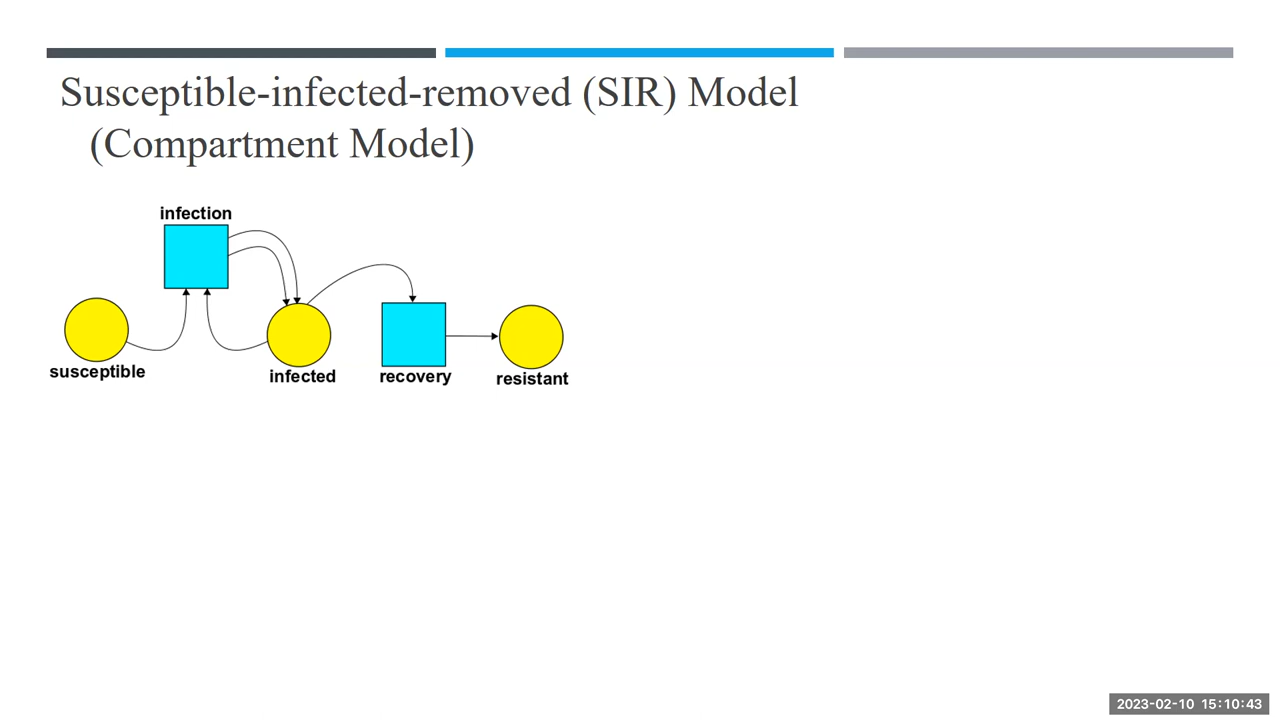 Susceptible-infected-removed (SIR) Model
(Compartment Model)
infection
susceptible
infected
recovery
resistant
2023-02-10 15:10:43